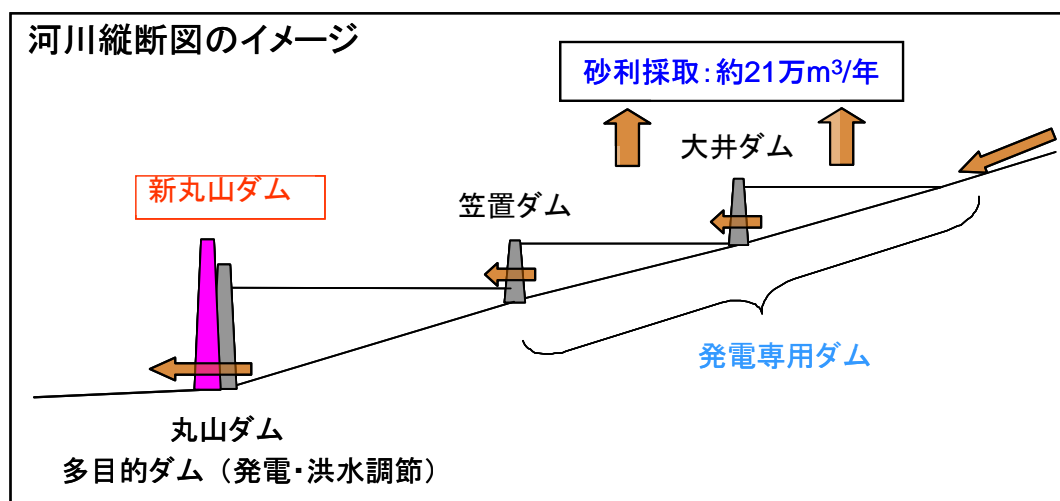 河川縦断図のイメージ
砂利採取：約21万m³/年
大井ダム
新丸山ダム
笠置ダム
発電専用ダム
丸山ダム
多目的ダム（発電・洪水調節）